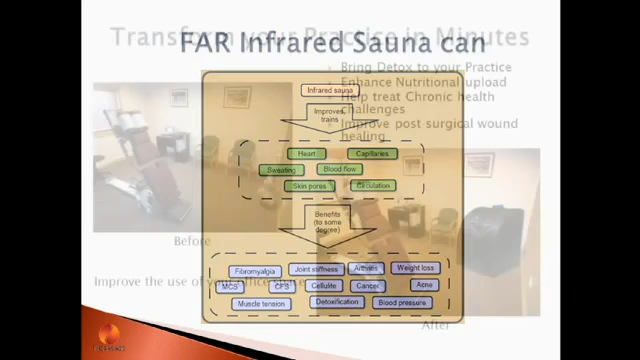 Transform your Practice in Minutes
FAR Infrared Sauna can
Bring Detox to your Practice
Enhance Nutritional upload
Help treat Chronic health
challenges
Improve post surgical wound
healing
Infrared sauna
Improves,
trains
Heart
Capillaries
Sweating
Blood flow
Skin pores
Circulation
Benefits
(to some
degree)
Before
Fibromyalgia
Joint stiffness
Arthritis
Weight loss
Improve the use of your office
MCS
CFS
Cellulite
Cancer
Acne
Muscle tension
Detoxification
Blood pressure
After